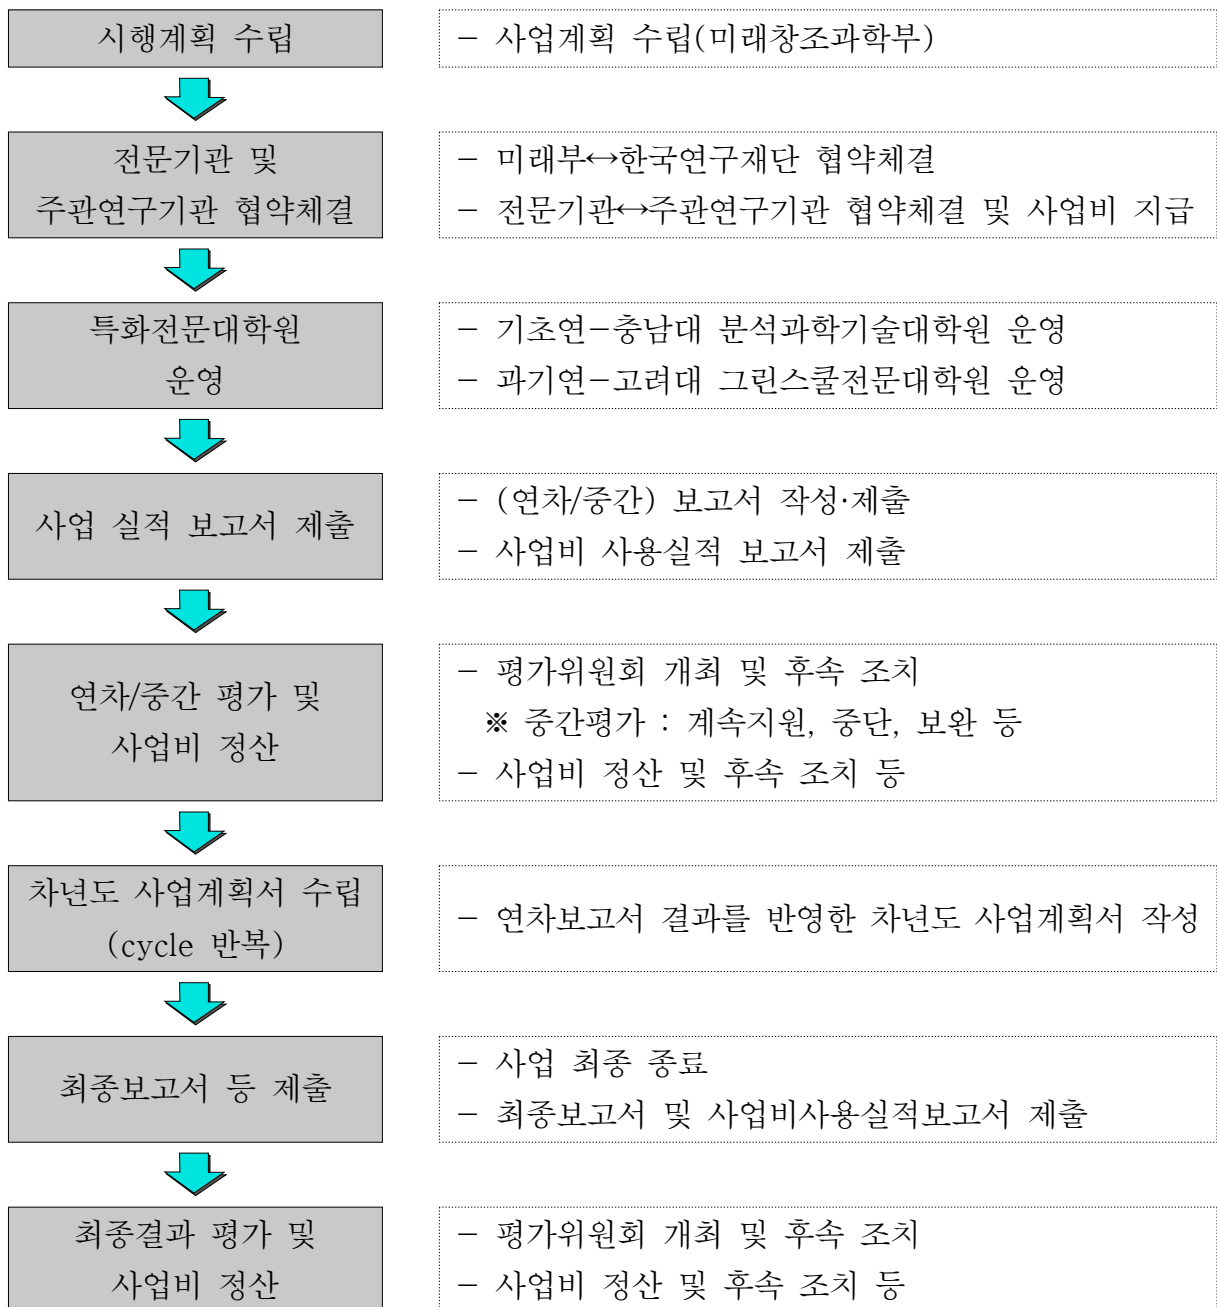 시행계획 수립
- 사업계획 수립(미래창조과학부)
전문기관 및
주관연구기관 협약체결
- 미래부↔한국연구재단 협약체결
- 전문기관↔주관연구기관 협약체결 및 사업비 지급
특화전문대학원
운영
- 기초연-충남대 분석과학기술대학원 운영
- 과기연-고려대 그린스쿨전문대학원 운영
사업 실적 보고서 제출
- (연차/중간) 보고서 작성·제출
- 사업비 사용실적 보고서 제출
연차/중간 평가 및
사업비 정산
- 평가위원회 개최 및 후속 조치
※ 중간평가 : 계속지원, 중단, 보완 등
- 사업비 정산 및 후속 조치 등
차년도 사업계획서 수립
(cycle 반복)
- 연차보고서 결과를 반영한 차년도 사업계획서 작성
최종보고서 등 제출
- 사업 최종 종료
- 최종보고서 및 사업비사용실적보고서 제출
최종결과 평가 및
사업비 정산
- 평가위원회 개최 및 후속 조치
- 사업비 정산 및 후속 조치 등